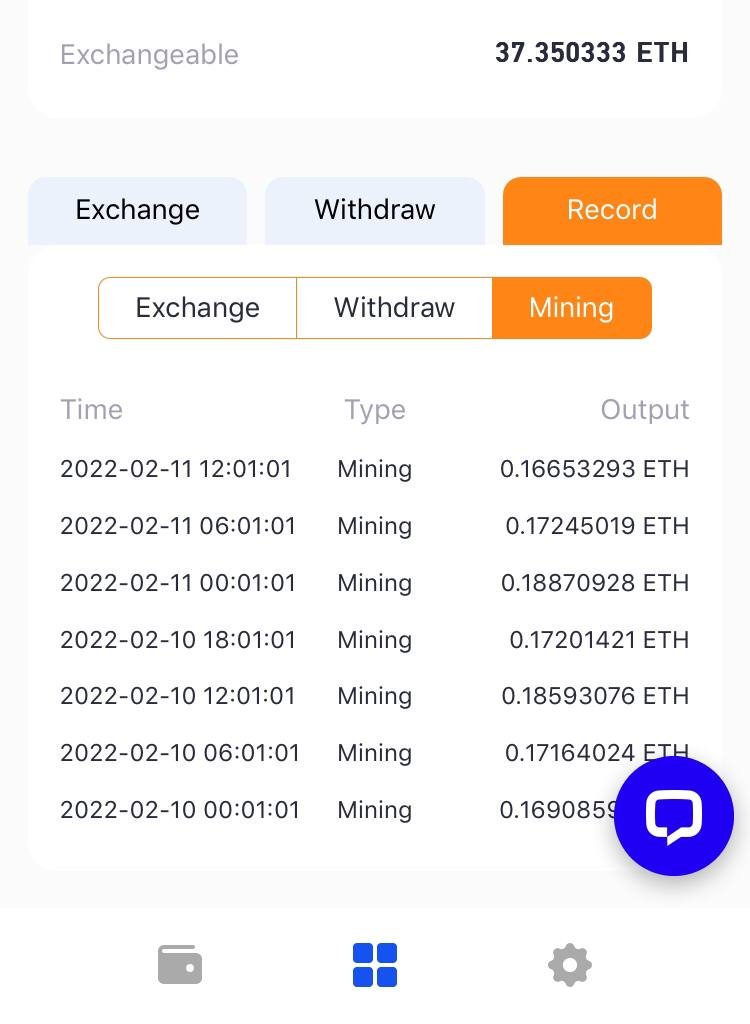 Exchangeable 37.350333 ETH
Exchange Withdraw Record
Exchange Withdraw Mining
Time Type Output
2022-02-11 12:01:01 Mining 0.16653293 ETH
2022-02-11 06:01:01 Mining 0.17245019 ETH
2022-02-11 00:01:01 Mining 0.18870928 ETH
2022-02-10 18:01:01 Mining 0.17201421 ETH
2022-02-10 12:01:01 Mining 0.18593076 ETH
2022-02-10 06:01:01 Mining 0.17164024 ETH
2022-02-10 00:01:01 Mining